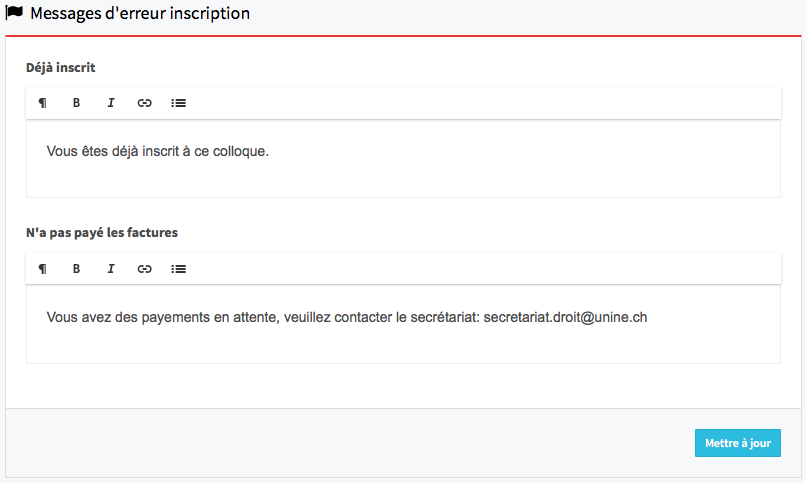 Messages d'erreur inscription
Déjà inscrit
¶ B I
Vous êtes déjà inscrit à ce colloque.
N'a pas payé les factures
¶ B I
Vous avez des payements en attente, veuillez contacter le secrétariat: secretariat.droit@unine.ch
Mettre à jour